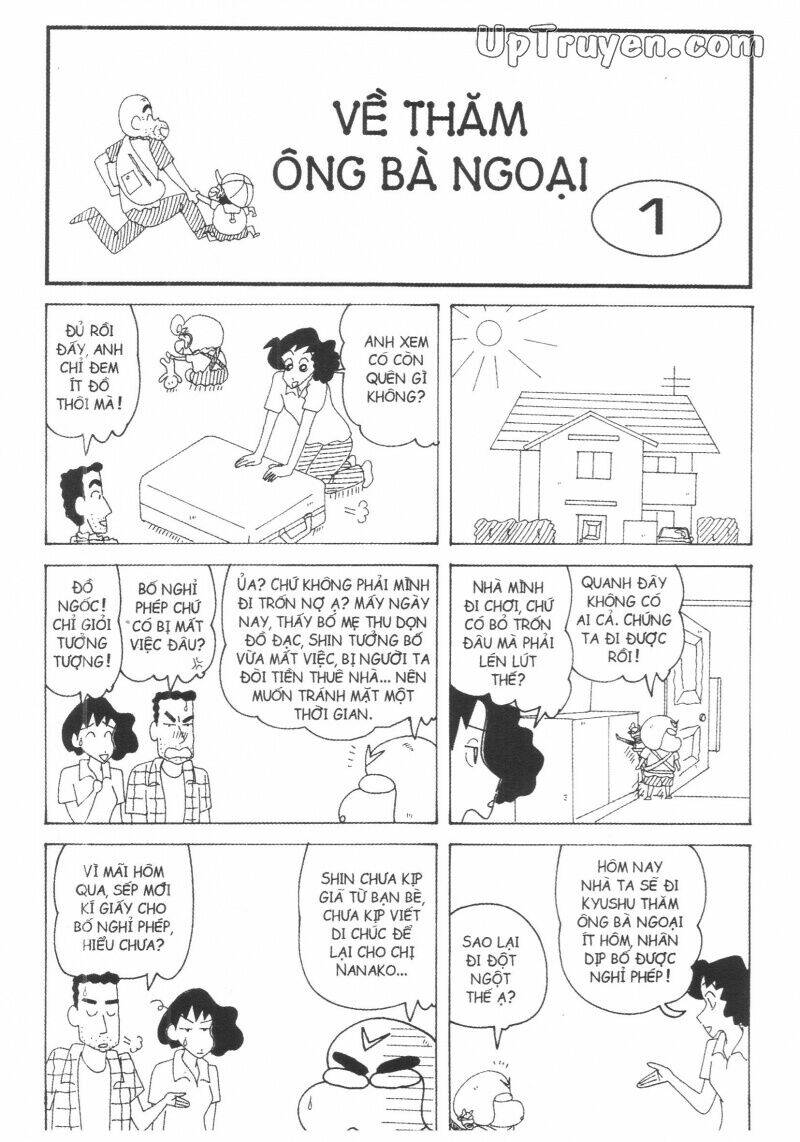 UpTruyen.com
VỀ THĂM
ÔNG BÀ NGOẠI
1
ANH XEM
CÓ CÒN
QUÊN GÌ
KHÔNG?
ĐỦ RỒI
ĐẤY, ANH
CHỈ ĐEM
ÍT ĐỒ
THÔI MÀ!
QUANH ĐÂY
KHÔNG CÓ
AI CẢ. CHÚNG
TA ĐI ĐƯỢC
RỒI!
NHÀ MÌNH
ĐI CHƠI, CHỨ
CÓ BỎ TRỐN
ĐÂU MÀ PHẢI
LÉN LÚT
THẾ?
ỦA? CHỨ KHÔNG PHẢI MÌNH
ĐI TRỐN NỢ Ạ? MẤY NGÀY
NAY, THẤY BỐ MẸ THU DỌN
ĐỒ ĐẠC, SHIN TƯỞNG BỐ
VỪA MẤT VIỆC, BỊ NGƯỜI TA
ĐÒI TIỀN THUÊ NHÀ... NÊN
MUỐN TRÁNH MẶT MỘT
THỜI GIAN.
BỐ NGHỈ
PHÉP CHỨ
CÓ BỊ MẤT
VIỆC ĐÂU?
ĐỒ
NGỐC!
CHỈ GIỎI
TƯỞNG
TƯỢNG!
HÔM NAY
NHÀ TA SẼ ĐI
KYUSHU THĂM
ÔNG BÀ NGOẠI
ÍT HÔM, NHÂN
DỊP BỐ ĐƯỢC
NGHỈ PHÉP!
SAO LẠI
ĐI ĐỘT
NGỘT
THẾ Ạ?
SHIN CHƯA KỊP
GIÃ TỪ BẠN BÈ,
CHƯA KỊP VIẾT
DI CHÚC ĐỂ
LẠI CHO CHỊ
NANAKO...
VÌ MÃI HÔM
QUA, SẾP MỚI
KÍ GIẤY CHO
BỐ NGHỈ PHÉP,
HIỂU CHƯA?